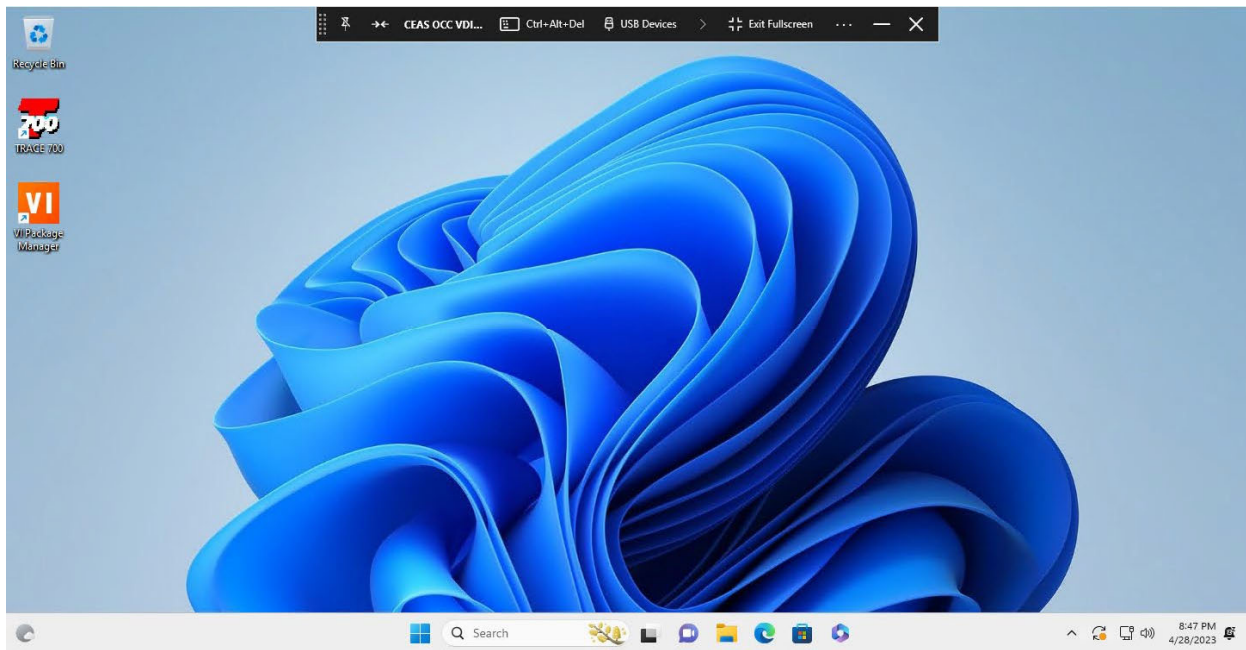 CEAS OCC VDI...
Ctrl+Alt+Del
USB Devices
Exit Fullscreen
Recycle Bin
700
TRACE 700
VI
VI Package
Manager
Search
8:47 PM
4/28/2023